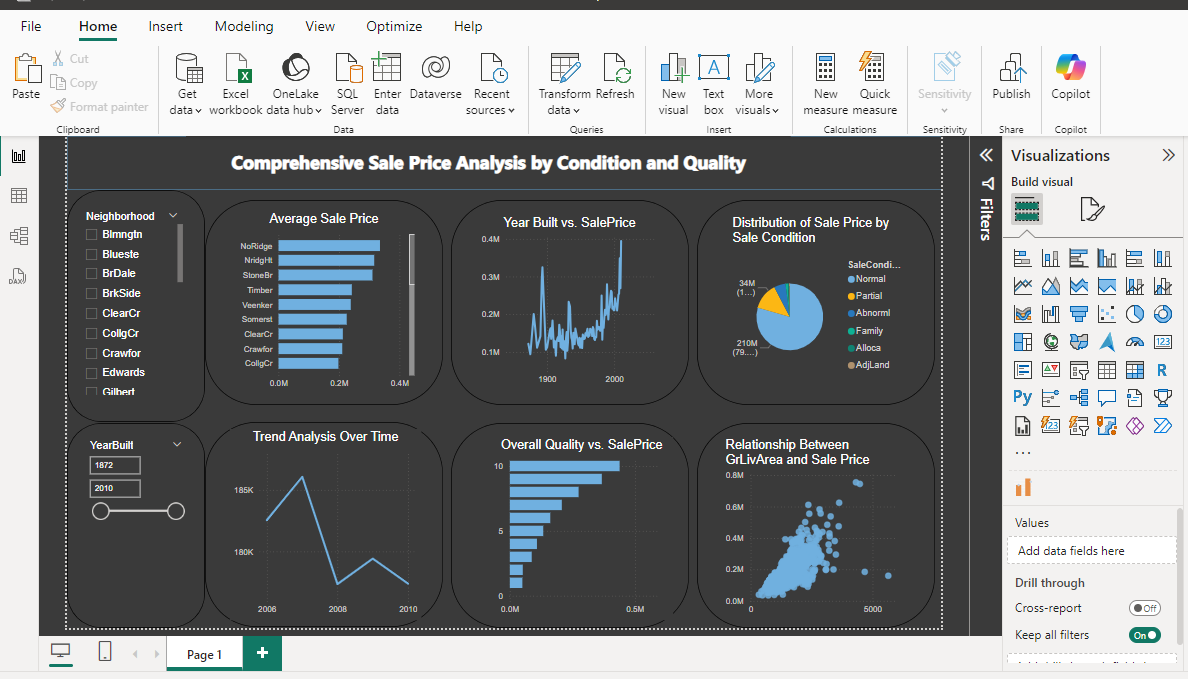 File Home Insert Modeling View Optimize Help
Paste
Cut
Copy
Format painter
Clipboard
Get data
Excel workbook
OneLake data hub
SQL Server
Enter data
Dataverse
Recent sources
Data
Transform data
Refresh
Queries
New visual
Text box
More visuals
Insert
New measure
Quick measure
Calculations
Sensitivity
Sensitivity
Publish
Share
Copilot
Copilot
Comprehensive Sale Price Analysis by Condition and Quality
Neighborhood
Blmngtn
Blueste
BrDale
BrkSide
ClearCr
CollgCr
Crawfor
Edwards
Gilbert
Average Sale Price
NoRidge
NridgHt
StoneBr
Timber
Veenker
Somerst
ClearCr
Crawfor
CollgCr
0.0M 0.2M 0.4M
Year Built vs. SalePrice
0.4M
0.3M
0.2M
0.1M
1900 2000
Distribution of Sale Price by
Sale Condition
34M
(1...)
210M
(79....)
SaleCondi...
Normal
Partial
Abnorml
Family
Alloca
AdjLand
YearBuilt
1872
2010
Trend Analysis Over Time
185K
180K
2006 2008 2010
Overall Quality vs. SalePrice
10
5
0
0.0M 0.5M
Relationship Between
GrLivArea and Sale Price
0.8M
0.6M
0.4M
0.2M
0.0M
0 5000
Filters
Visualizations
Build visual
123
R
Py
123
...
Values
Add data fields here
Drill through
Cross-report Off
Keep all filters On
Page 1